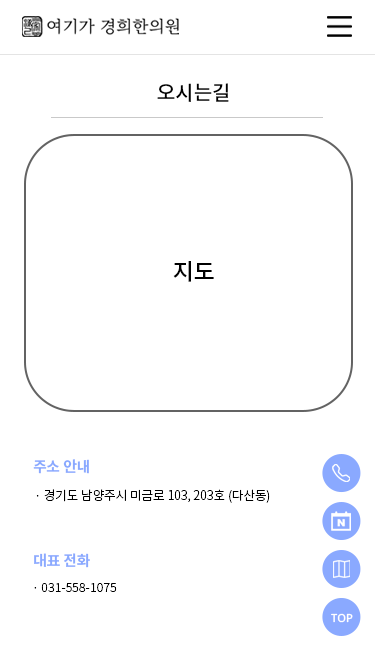 여기가 경희한의원
오시는길
지도
주소 안내
· 경기도 남양주시 미금로 103, 203호 (다산동)
N
대표 전화
· 031-558-1075
TOP